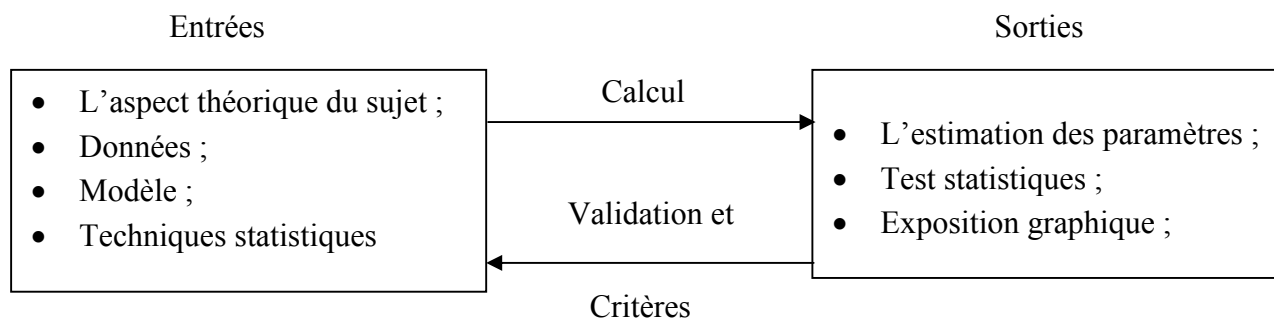 Entrées
• L’aspect théorique du sujet ;
• Données ;
• Modèle ;
• Techniques statistiques
Calcul
Validation et
Critères
Sorties
• L’estimation des paramètres ;
• Test statistiques ;
• Exposition graphique ;